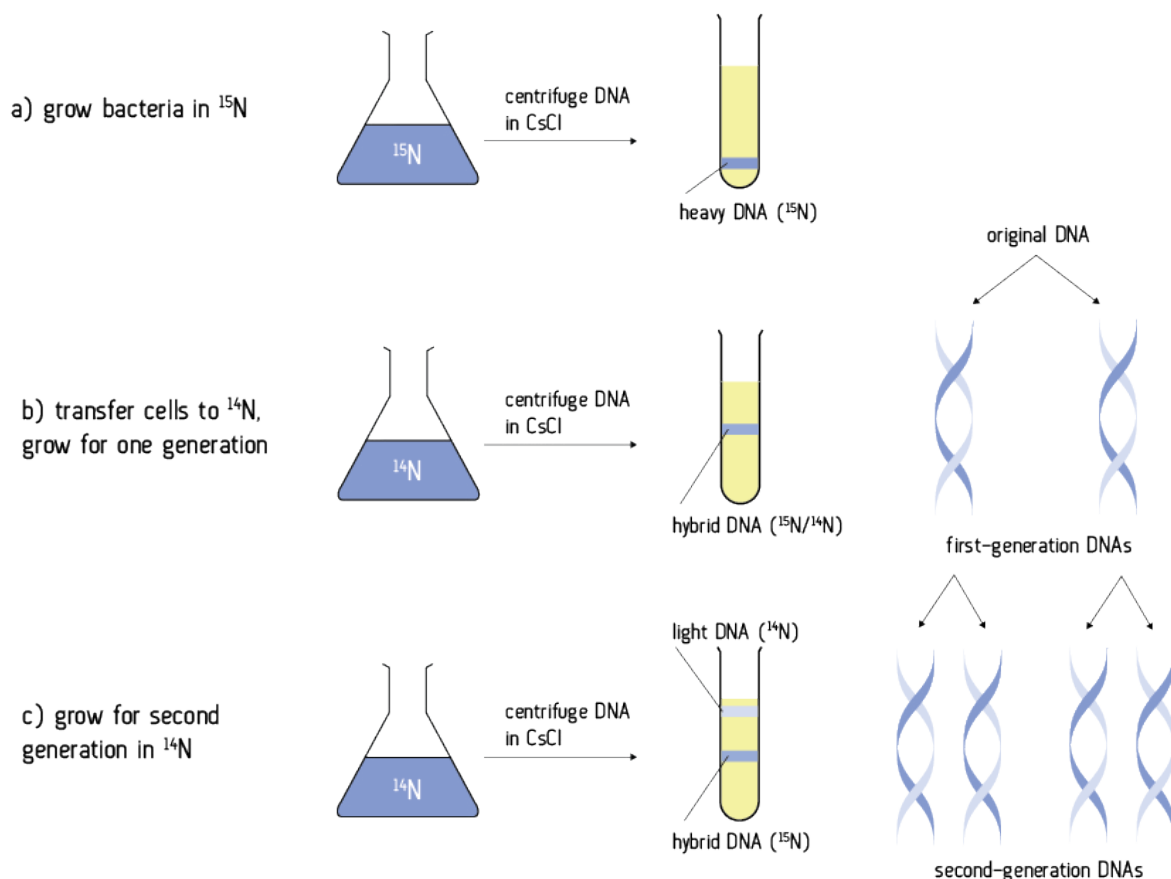 a) grow bacteria in ¹⁵N
¹⁵N
centrifuge DNA
in CsCl
heavy DNA (¹⁵N)
original DNA
b) transfer cells to ¹⁴N,
grow for one generation
¹⁴N
centrifuge DNA
in CsCl
hybrid DNA (¹⁵N/¹⁴N)
first-generation DNAs
c) grow for second
generation in ¹⁴N
¹⁴N
centrifuge DNA
in CsCl
light DNA (¹⁴N)
hybrid DNA (¹⁵N)
second-generation DNAs